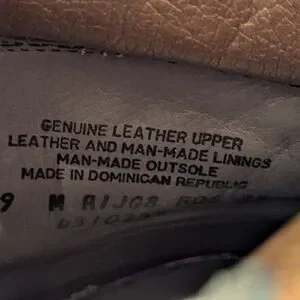 GENUINE LEATHER UPPER
LEATHER AND MAN-MADE LININGS
MAN-MADE OUTSOLE
MADE IN DOMINICAN REPUBLIC
9 M